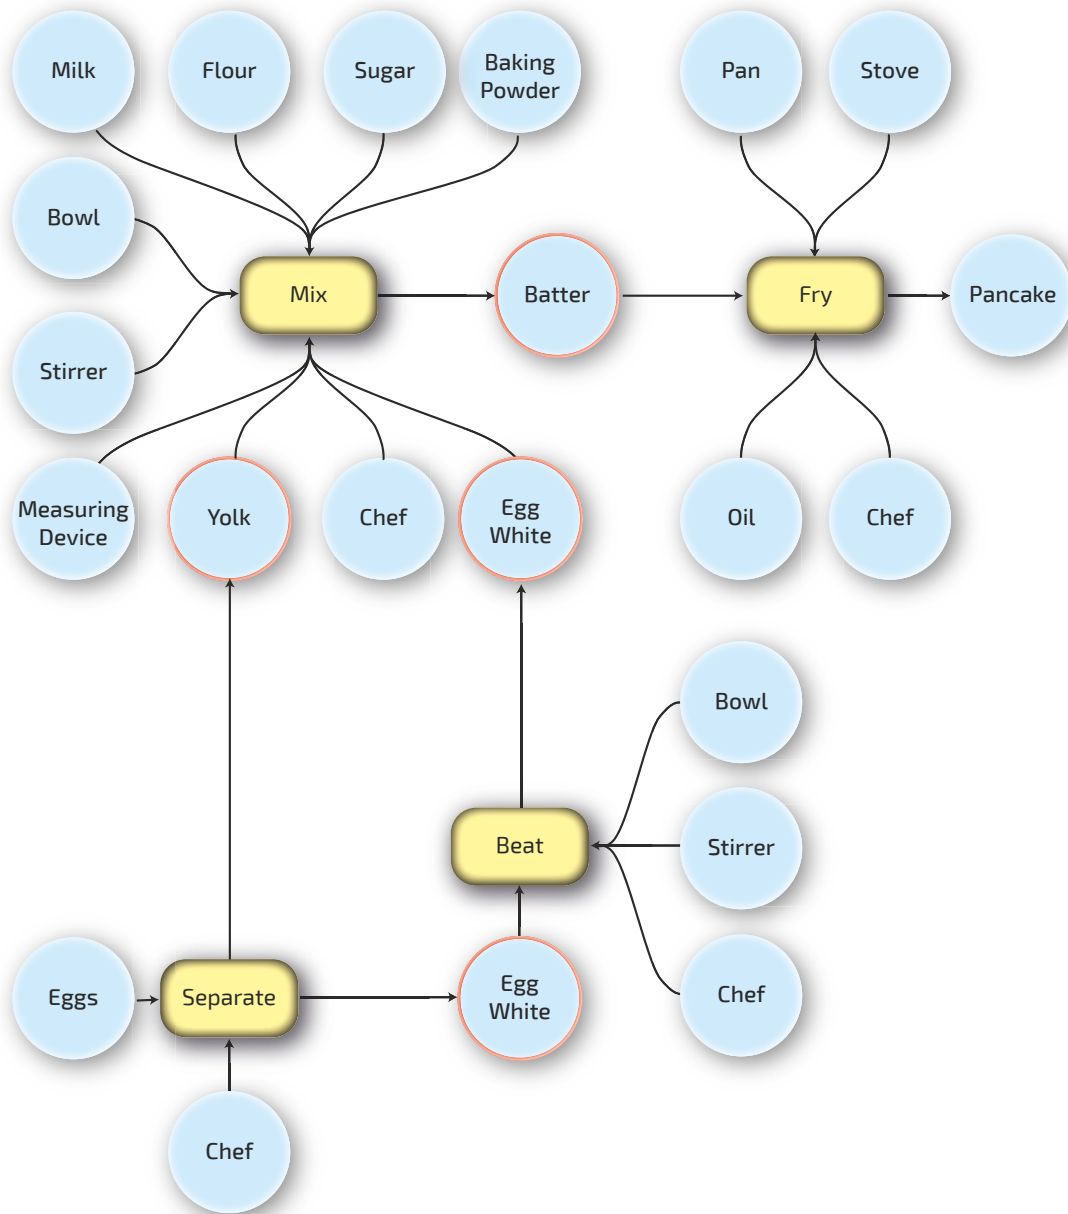 Milk
Flour
Sugar
Baking
Powder
Pan
Stove
Bowl
Mix
Batter
Fry
Pancake
Stirrer
Measuring
Device
Yolk
Chef
Egg
White
Oil
Chef
Bowl
Beat
Stirrer
Eggs
Separate
Egg
White
Chef
Chef